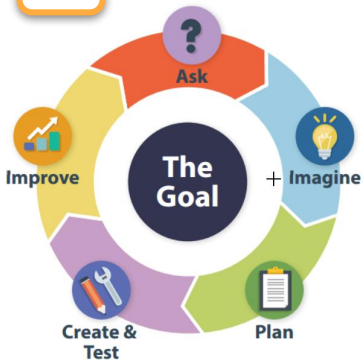 Ask
Imagine
Plan
Create &
Test
Improve
The
Goal